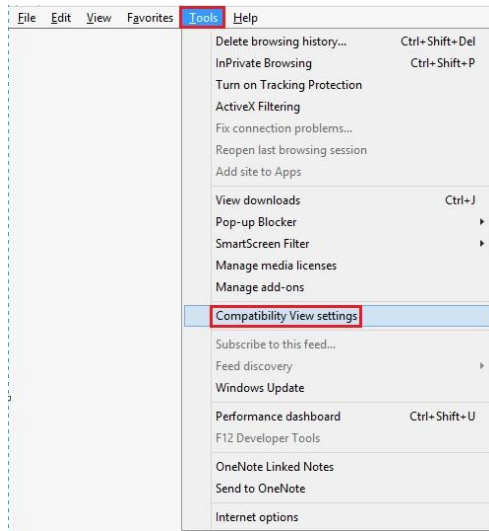 File Edit View Favorites Tools Help
Delete browsing history... Ctrl+Shift+Del
InPrivate Browsing Ctrl+Shift+P
Turn on Tracking Protection
ActiveX Filtering
Fix connection problems...
Reopen last browsing session
Add site to Apps
View downloads Ctrl+J
Pop-up Blocker
SmartScreen Filter
Manage media licenses
Manage add-ons
Compatibility View settings
Subscribe to this feed...
Feed discovery
Windows Update
Performance dashboard Ctrl+Shift+U
F12 Developer Tools
OneNote Linked Notes
Send to OneNote
Internet options